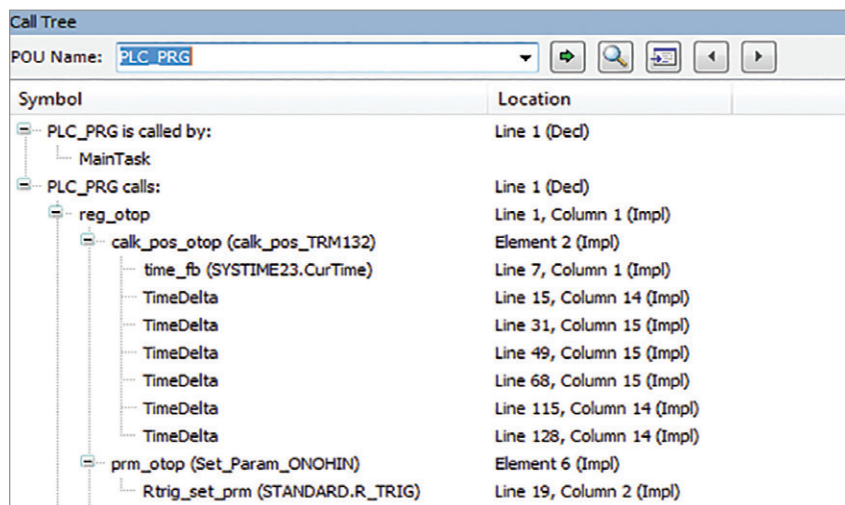 Call Tree
POU Name: PLC_PRG
Symbol Location
PLC_PRG is called by: Line 1 (Decl)
MainTask
PLC_PRG calls: Line 1 (Decl)
reg_otop Line 1, Column 1 (Impl)
calk_pos_otop (calk_pos_TRM132) Element 2 (Impl)
time_fb (SYSTIME23.CurTime) Line 7, Column 1 (Impl)
TimeDelta Line 15, Column 14 (Impl)
TimeDelta Line 31, Column 15 (Impl)
TimeDelta Line 49, Column 15 (Impl)
TimeDelta Line 68, Column 15 (Impl)
TimeDelta Line 115, Column 14 (Impl)
TimeDelta Line 128, Column 14 (Impl)
prm_otop (Set_Param_ONOHIN) Element 6 (Impl)
Rtrig_set_prm (STANDARD.R_TRIG) Line 19, Column 2 (Impl)